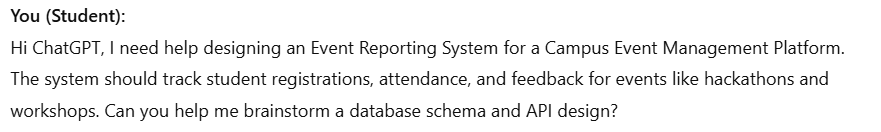 You (Student):
Hi ChatGPT, I need help designing an Event Reporting System for a Campus Event Management Platform.
The system should track student registrations, attendance, and feedback for events like hackathons and
workshops. Can you help me brainstorm a database schema and API design?